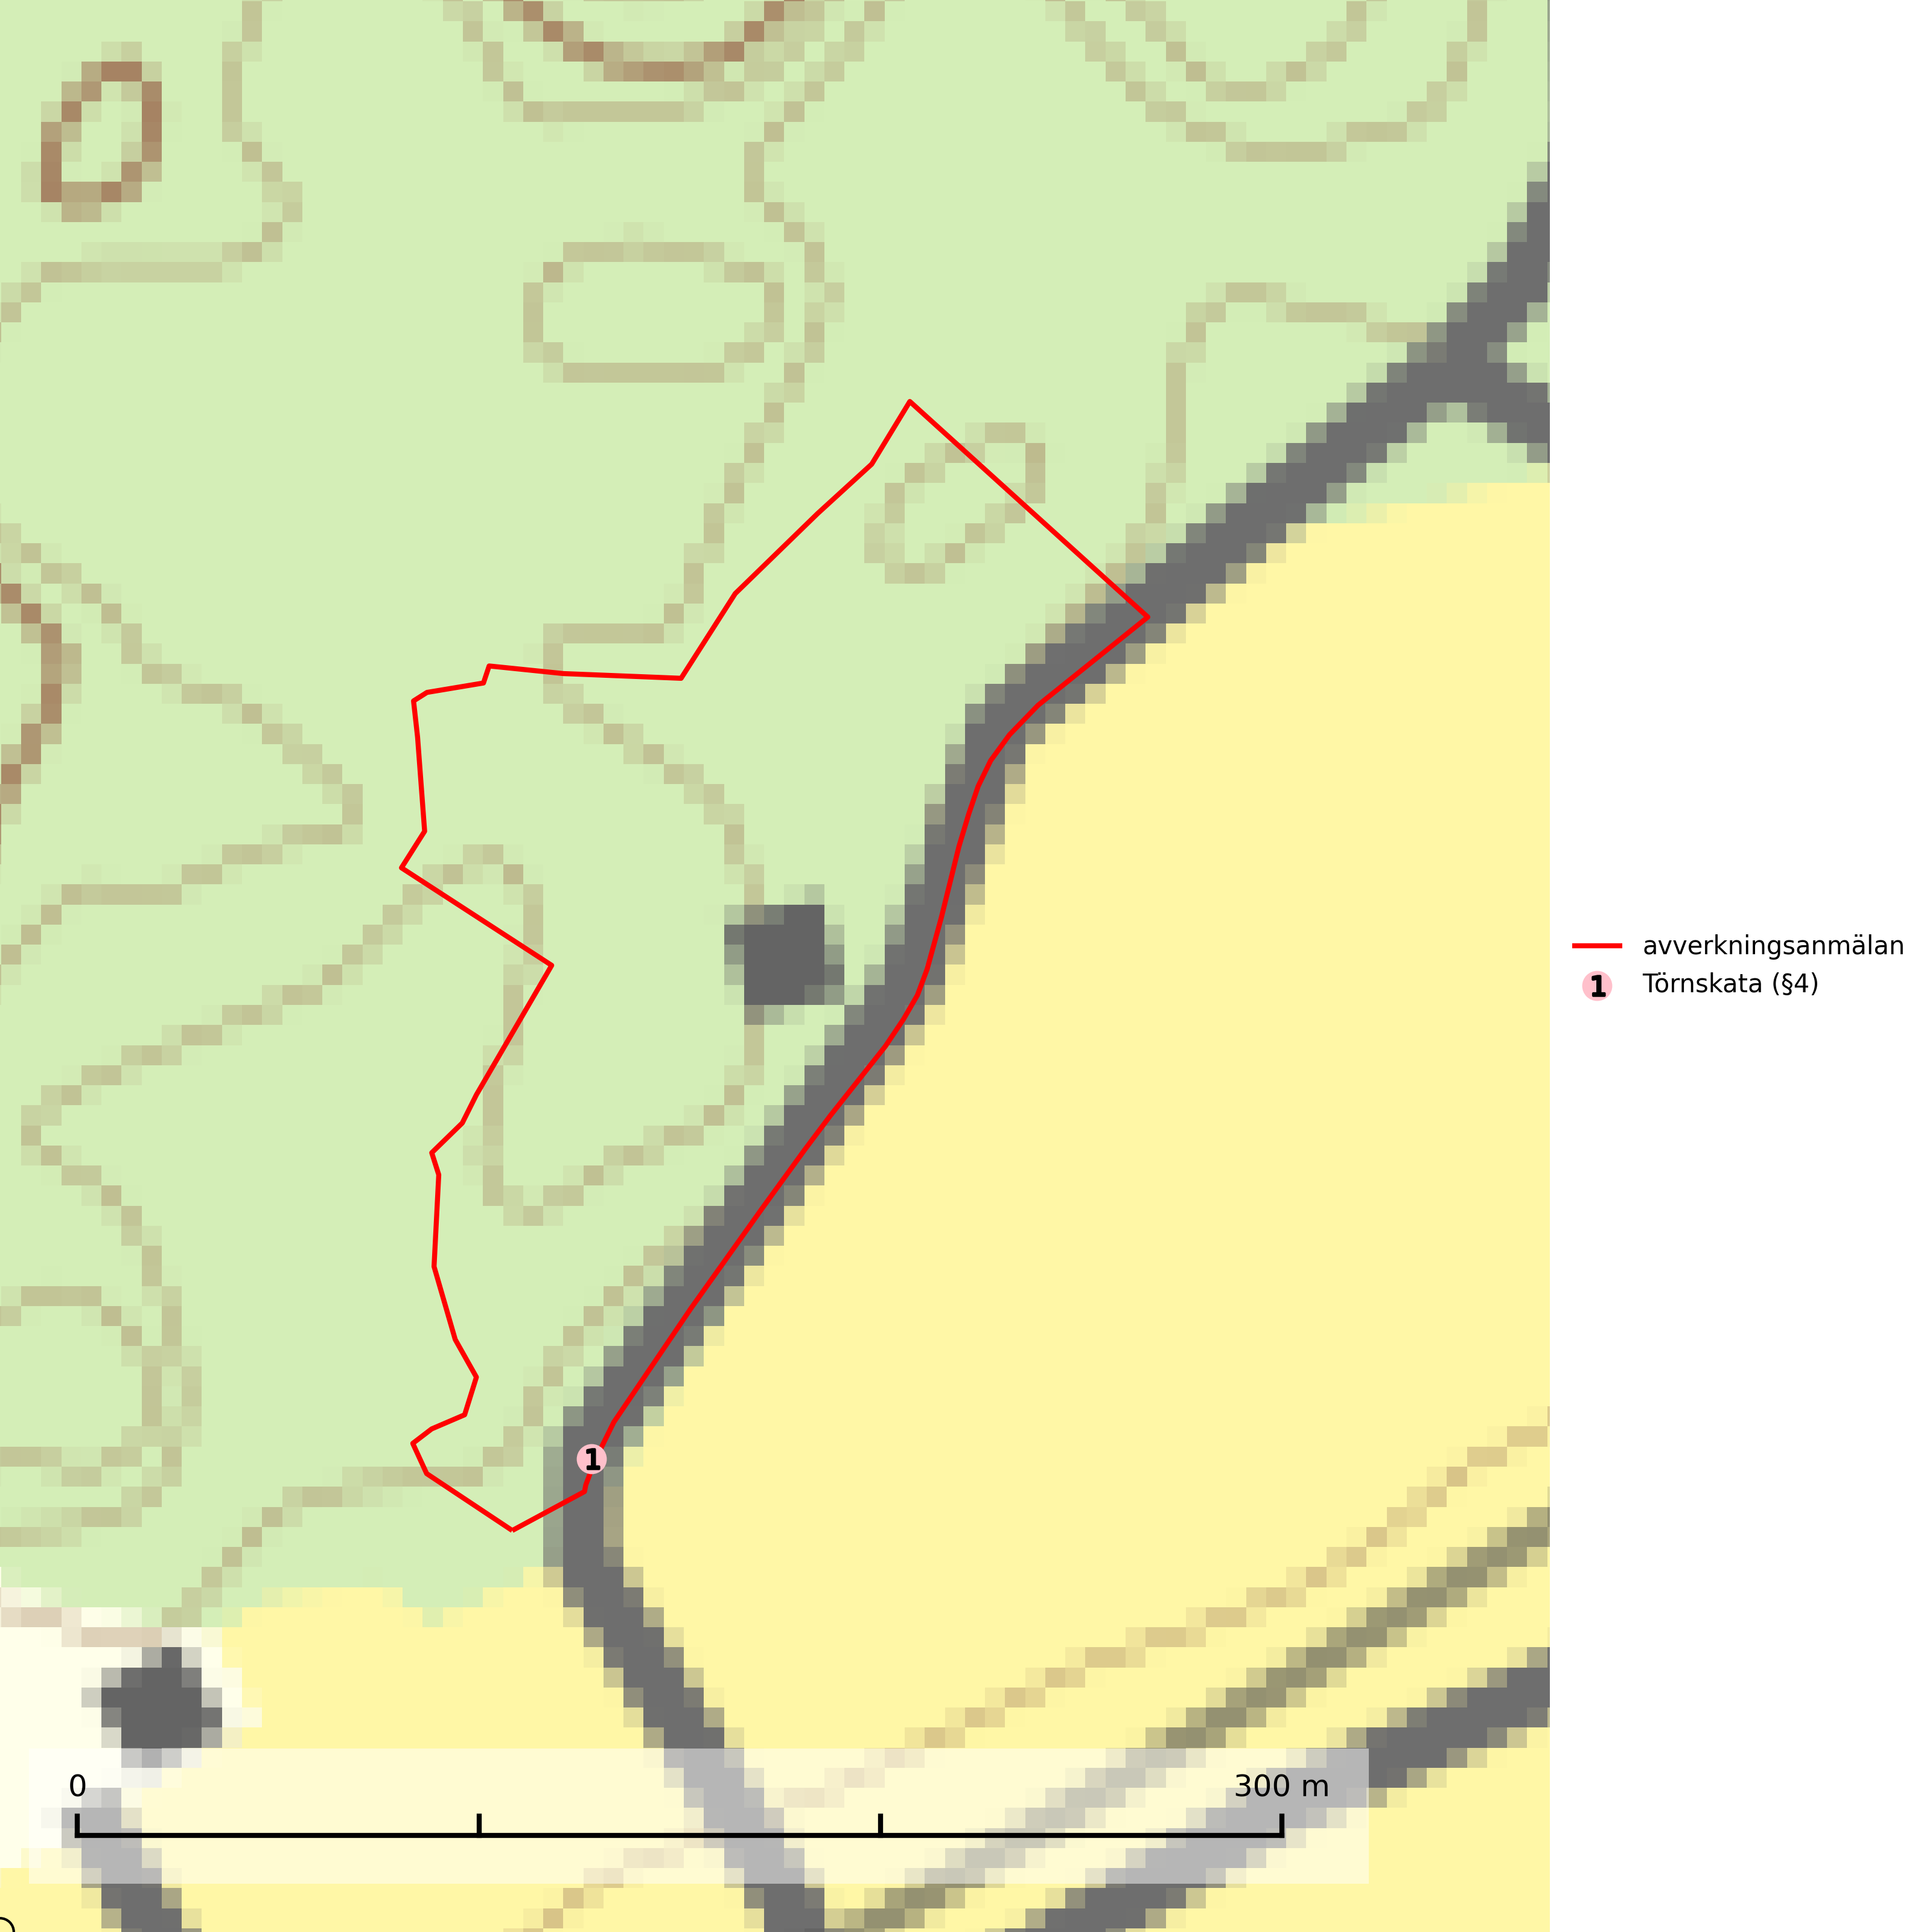 avverkningsanmälan
1 Törnskata (§4)
1
0 300 m